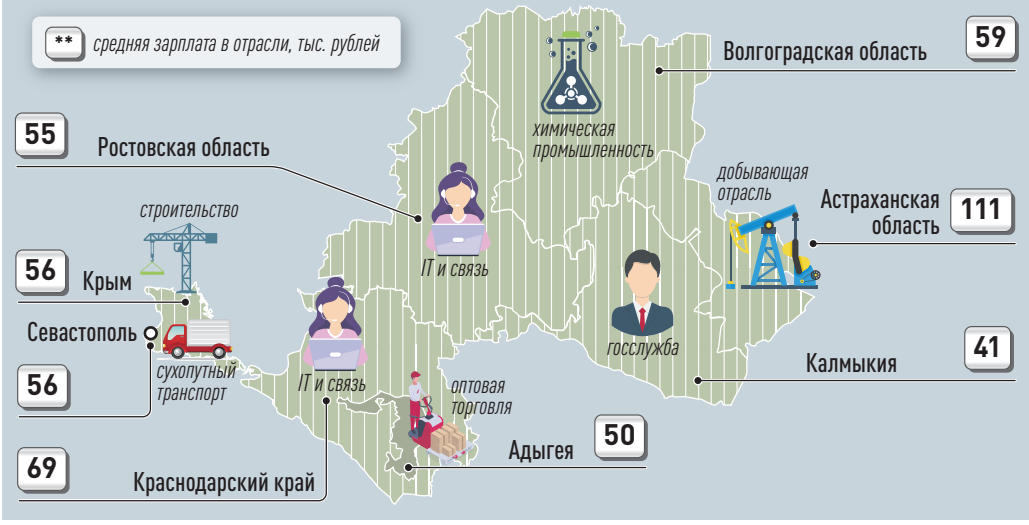 ** средняя зарплата в отрасли, тыс. рублей
Волгоградская область
59
55
Ростовская область
химическая
промышленность
добывающая
отрасль
Астраханская
область
111
строительство
IT и связь
56
Крым
Севастополь
сухопутный
транспорт
56
IT и связь
госслужба
Калмыкия
41
оптовая
торговля
Адыгея
50
69
Краснодарский край